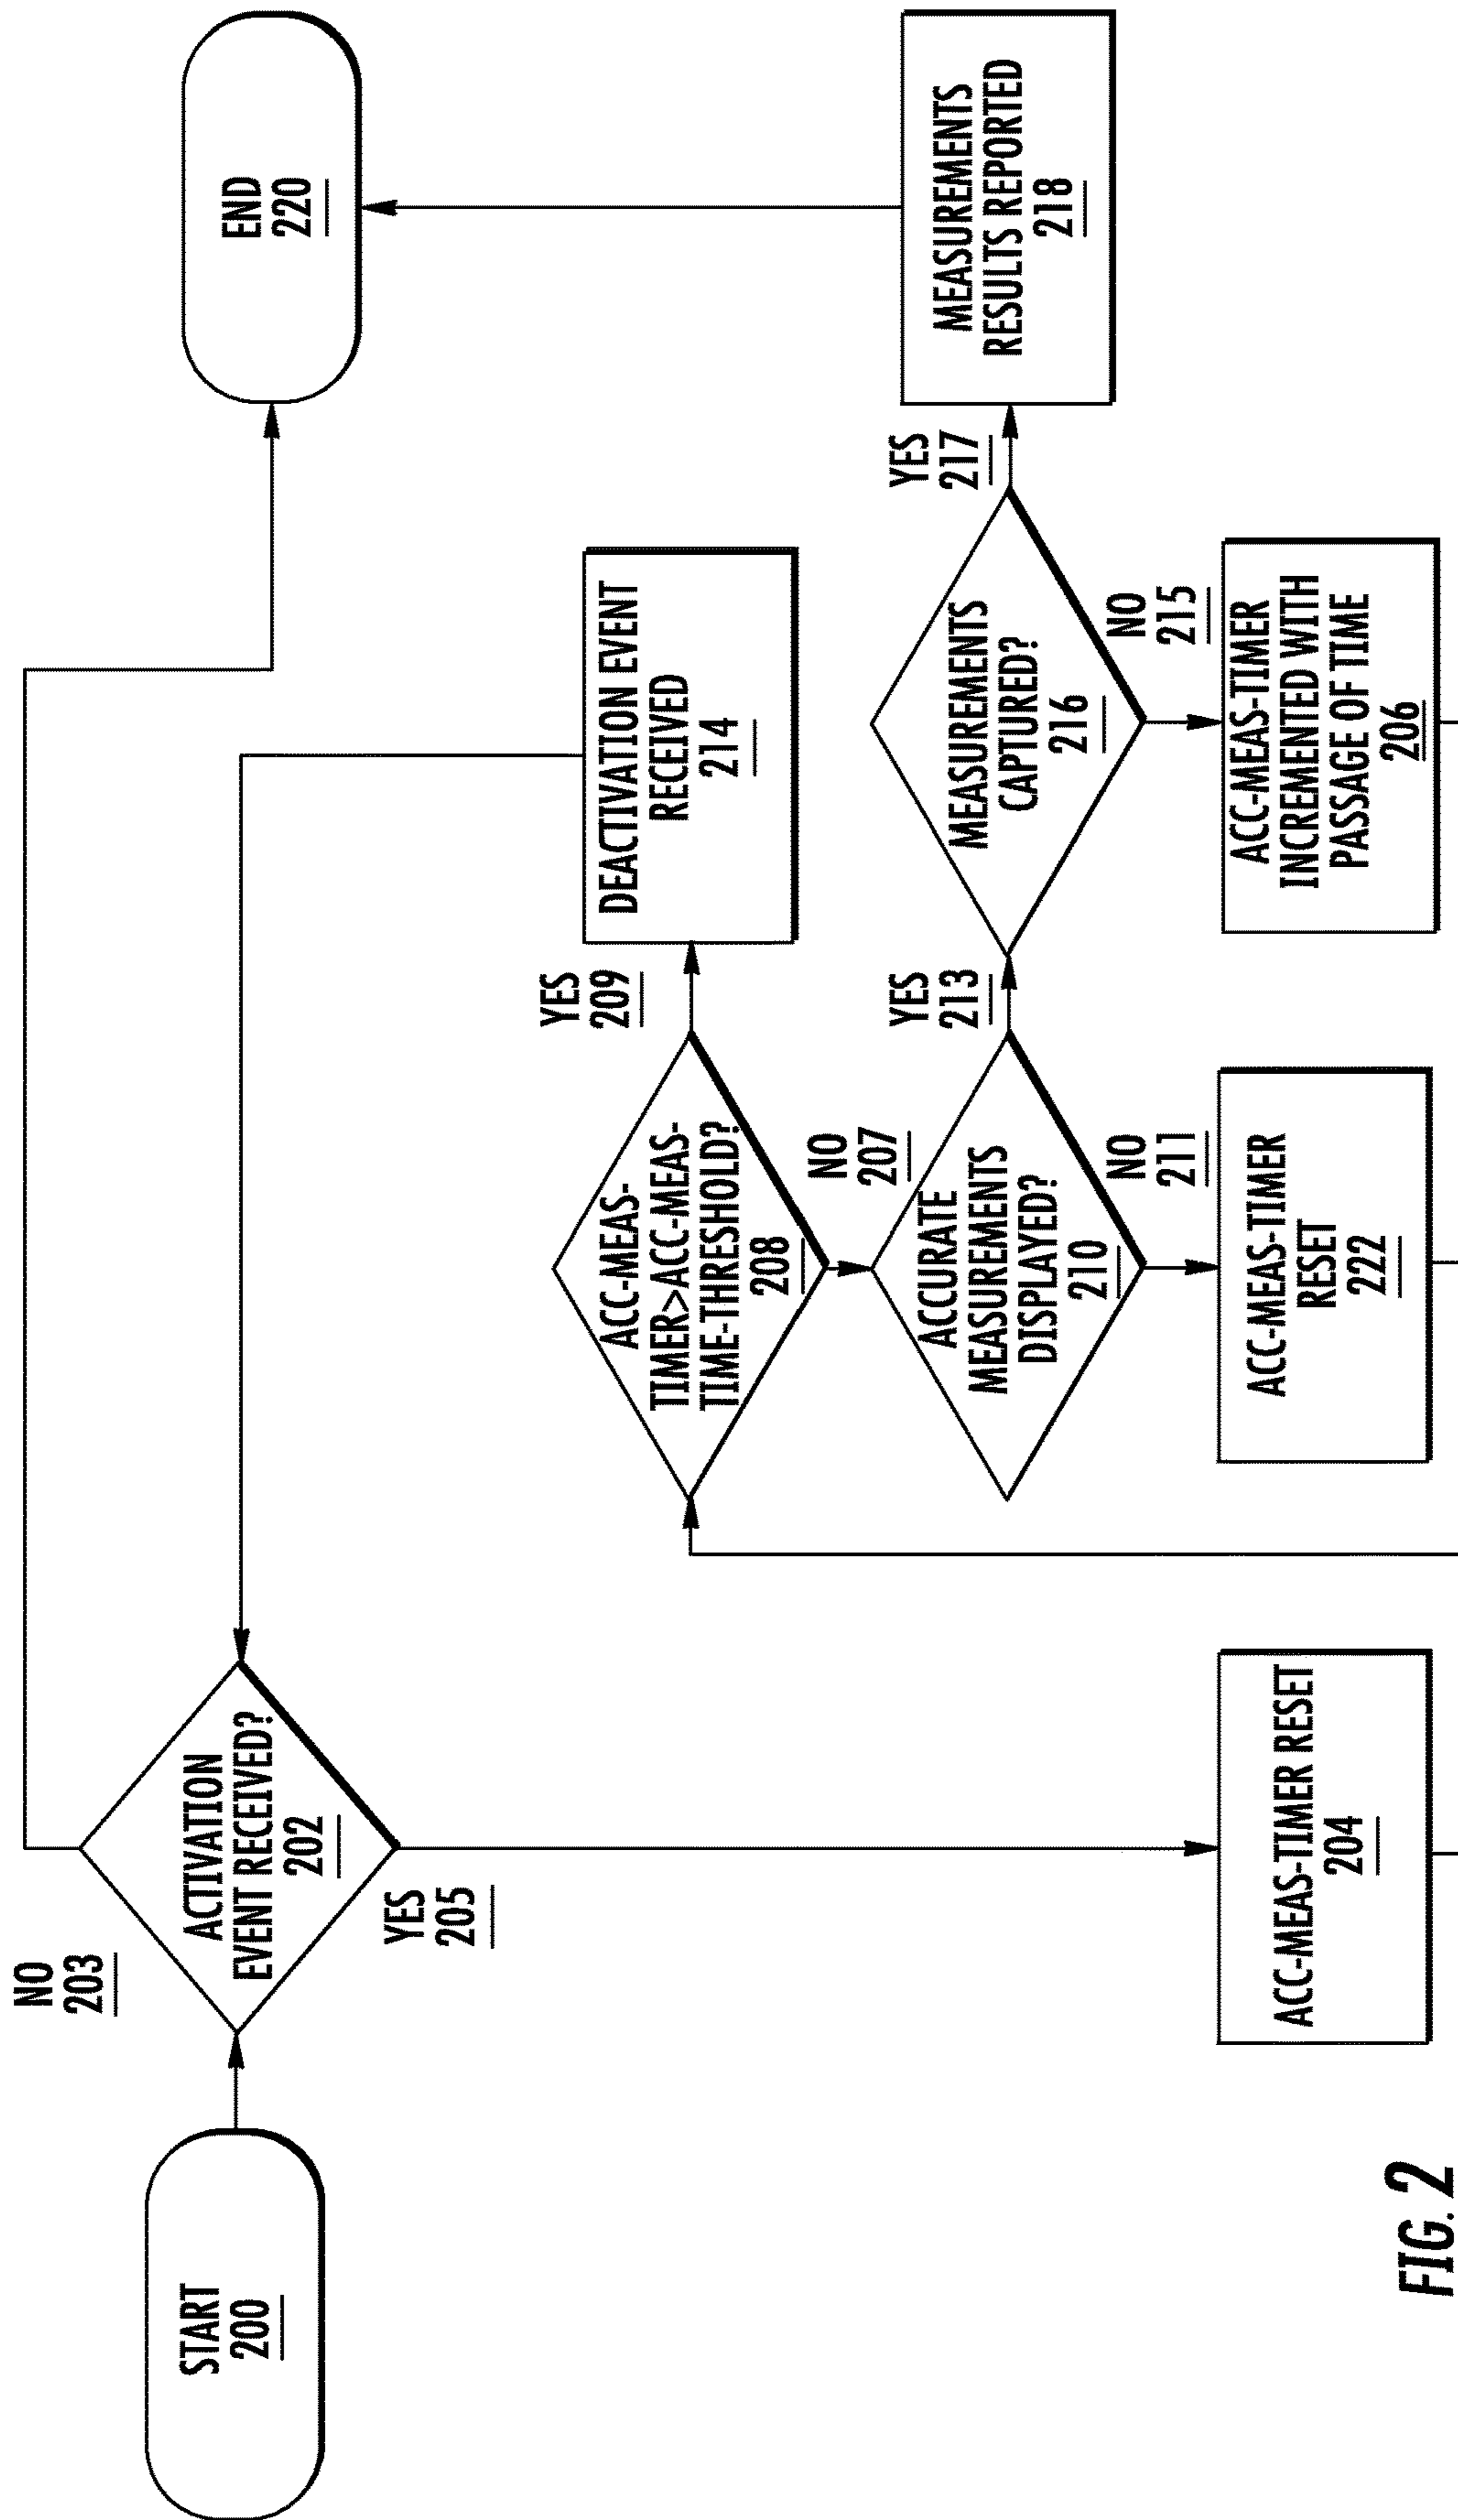 START
200
NO
203
ACTIVATION
EVENT RECEIVED?
202
YES
205
ACC-MEAS-TIMER RESET
204
ACC-MEAS-
TIMER>ACC-MEAS-
TIME-THRESHOLD?
208
YES
209
DEACTIVATION EVENT
RECEIVED
214
NO
207
ACCURATE
MEASUREMENTS
DISPLAYED?
210
YES
213
NO
211
ACC-MEAS-TIMER
RESET
222
MEASUREMENTS
CAPTURED?
216
YES
217
NO
215
ACC-MEAS-TIMER
INCREMENTED WITH
PASSAGE OF TIME
206
MEASUREMENTS
RESULTS REPORTED
218
END
220
FIG. 2